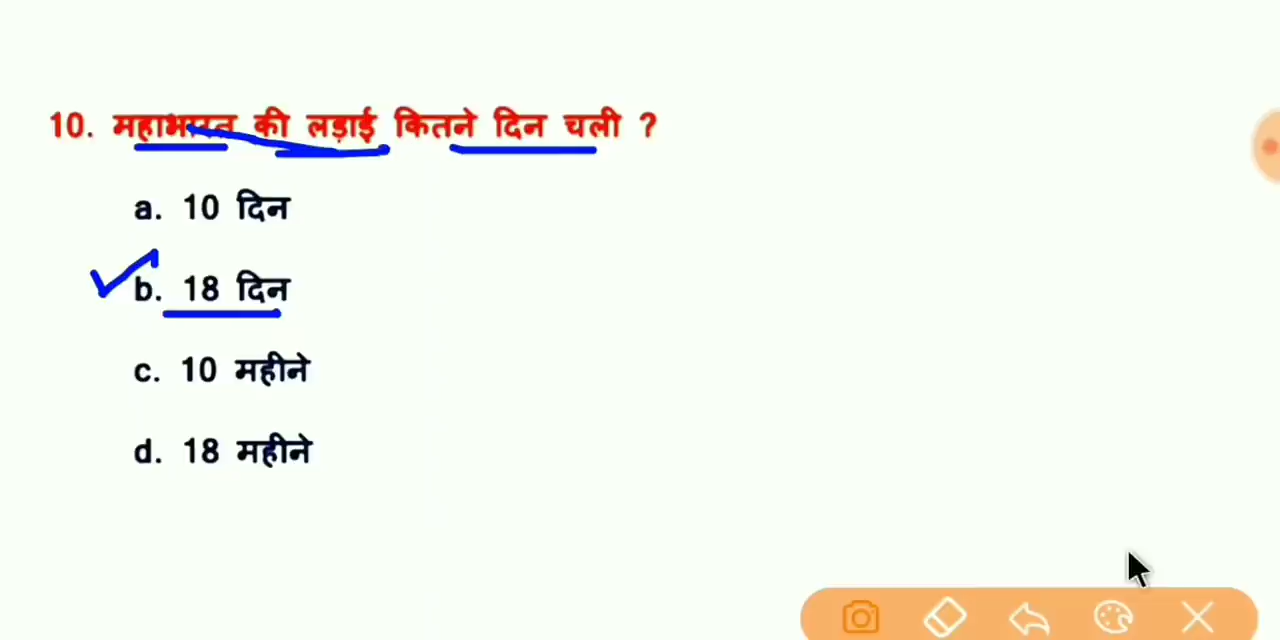 10. महाभारत की लड़ाई कितने दिन चली ?
a. 10 दिन
b. 18 दिन
c. 10 महीने
d. 18 महीने